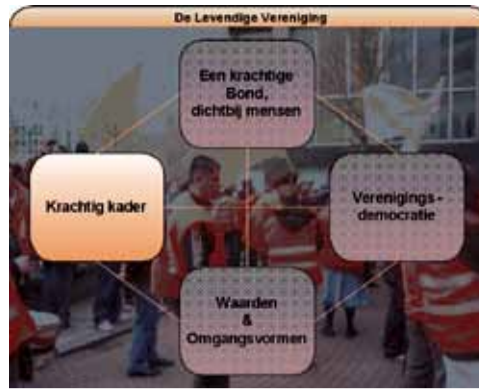 De Levendige Vereniging
Een krachtige
Bond,
dichtbij mensen
Krachtig kader
Verenigings-
democratie
Waarden
&
Omgangsvormen